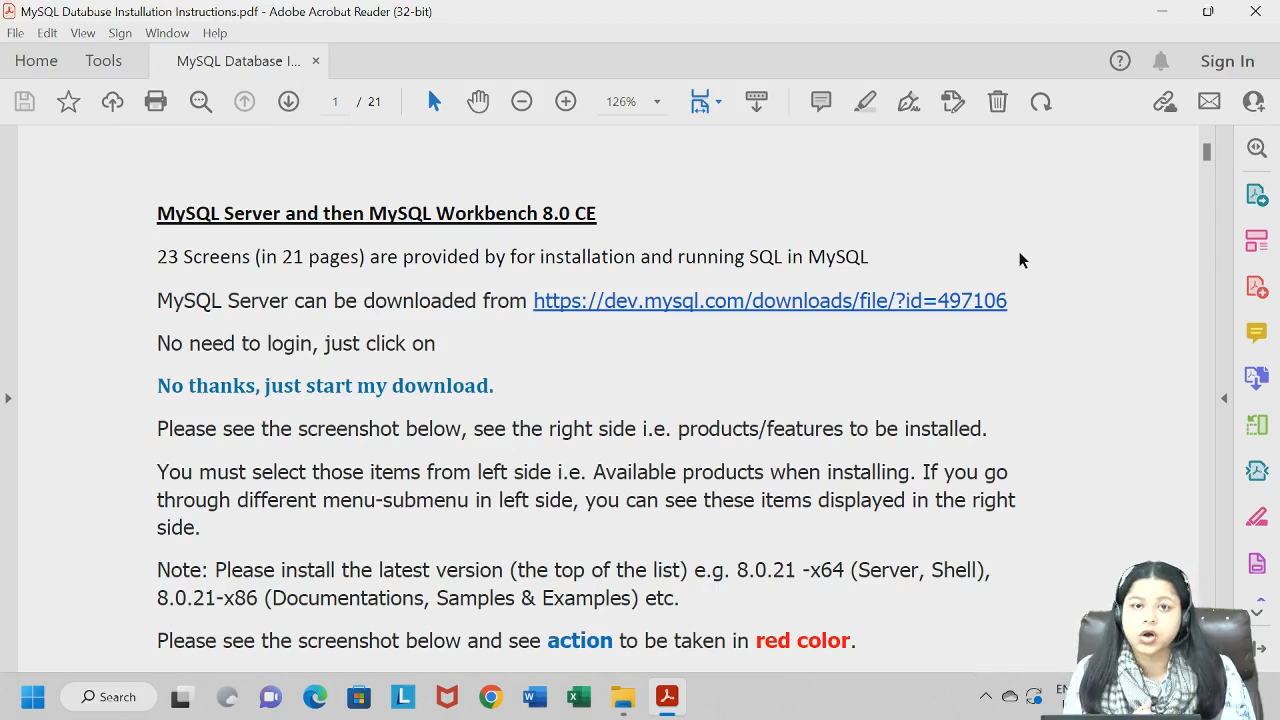 MySQL Database Installation Instructions.pdf - Adobe Acrobat Reader (32-bit)
File Edit View Sign Window Help
Home Tools MySQL Database I... × Sign In
1 / 21 126%
MySQL Server and then MySQL Workbench 8.0 CE
23 Screens (in 21 pages) are provided by for installation and running SQL in MySQL
MySQL Server can be downloaded from https://dev.mysql.com/downloads/file/?id=497106
No need to login, just click on
No thanks, just start my download.
Please see the screenshot below, see the right side i.e. products/features to be installed.
You must select those items from left side i.e. Available products when installing. If you go
through different menu-submenu in left side, you can see these items displayed in the right
side.
Note: Please install the latest version (the top of the list) e.g. 8.0.21 -x64 (Server, Shell),
8.0.21-x86 (Documentations, Samples & Examples) etc.
Please see the screenshot below and see action to be taken in red color.
Search